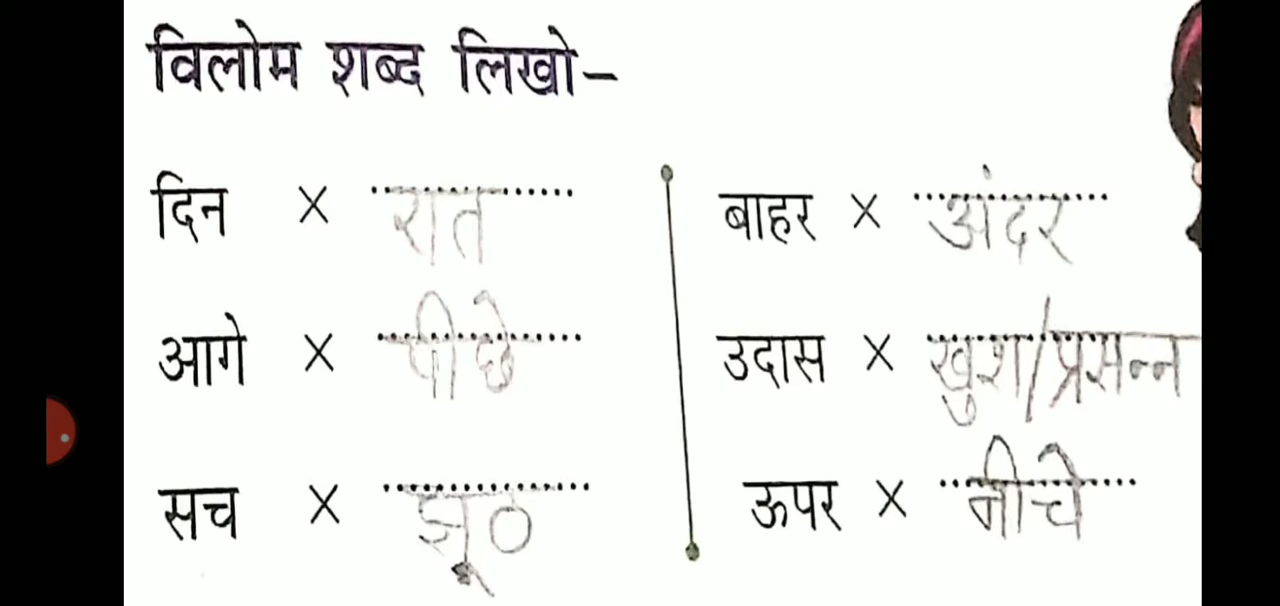 विलोम शब्द लिखो-
दिन × रात
बाहर × अंदर
आगे × पीछे
उदास × खुश/प्रसन्न
सच × झूठ
ऊपर × नीचे